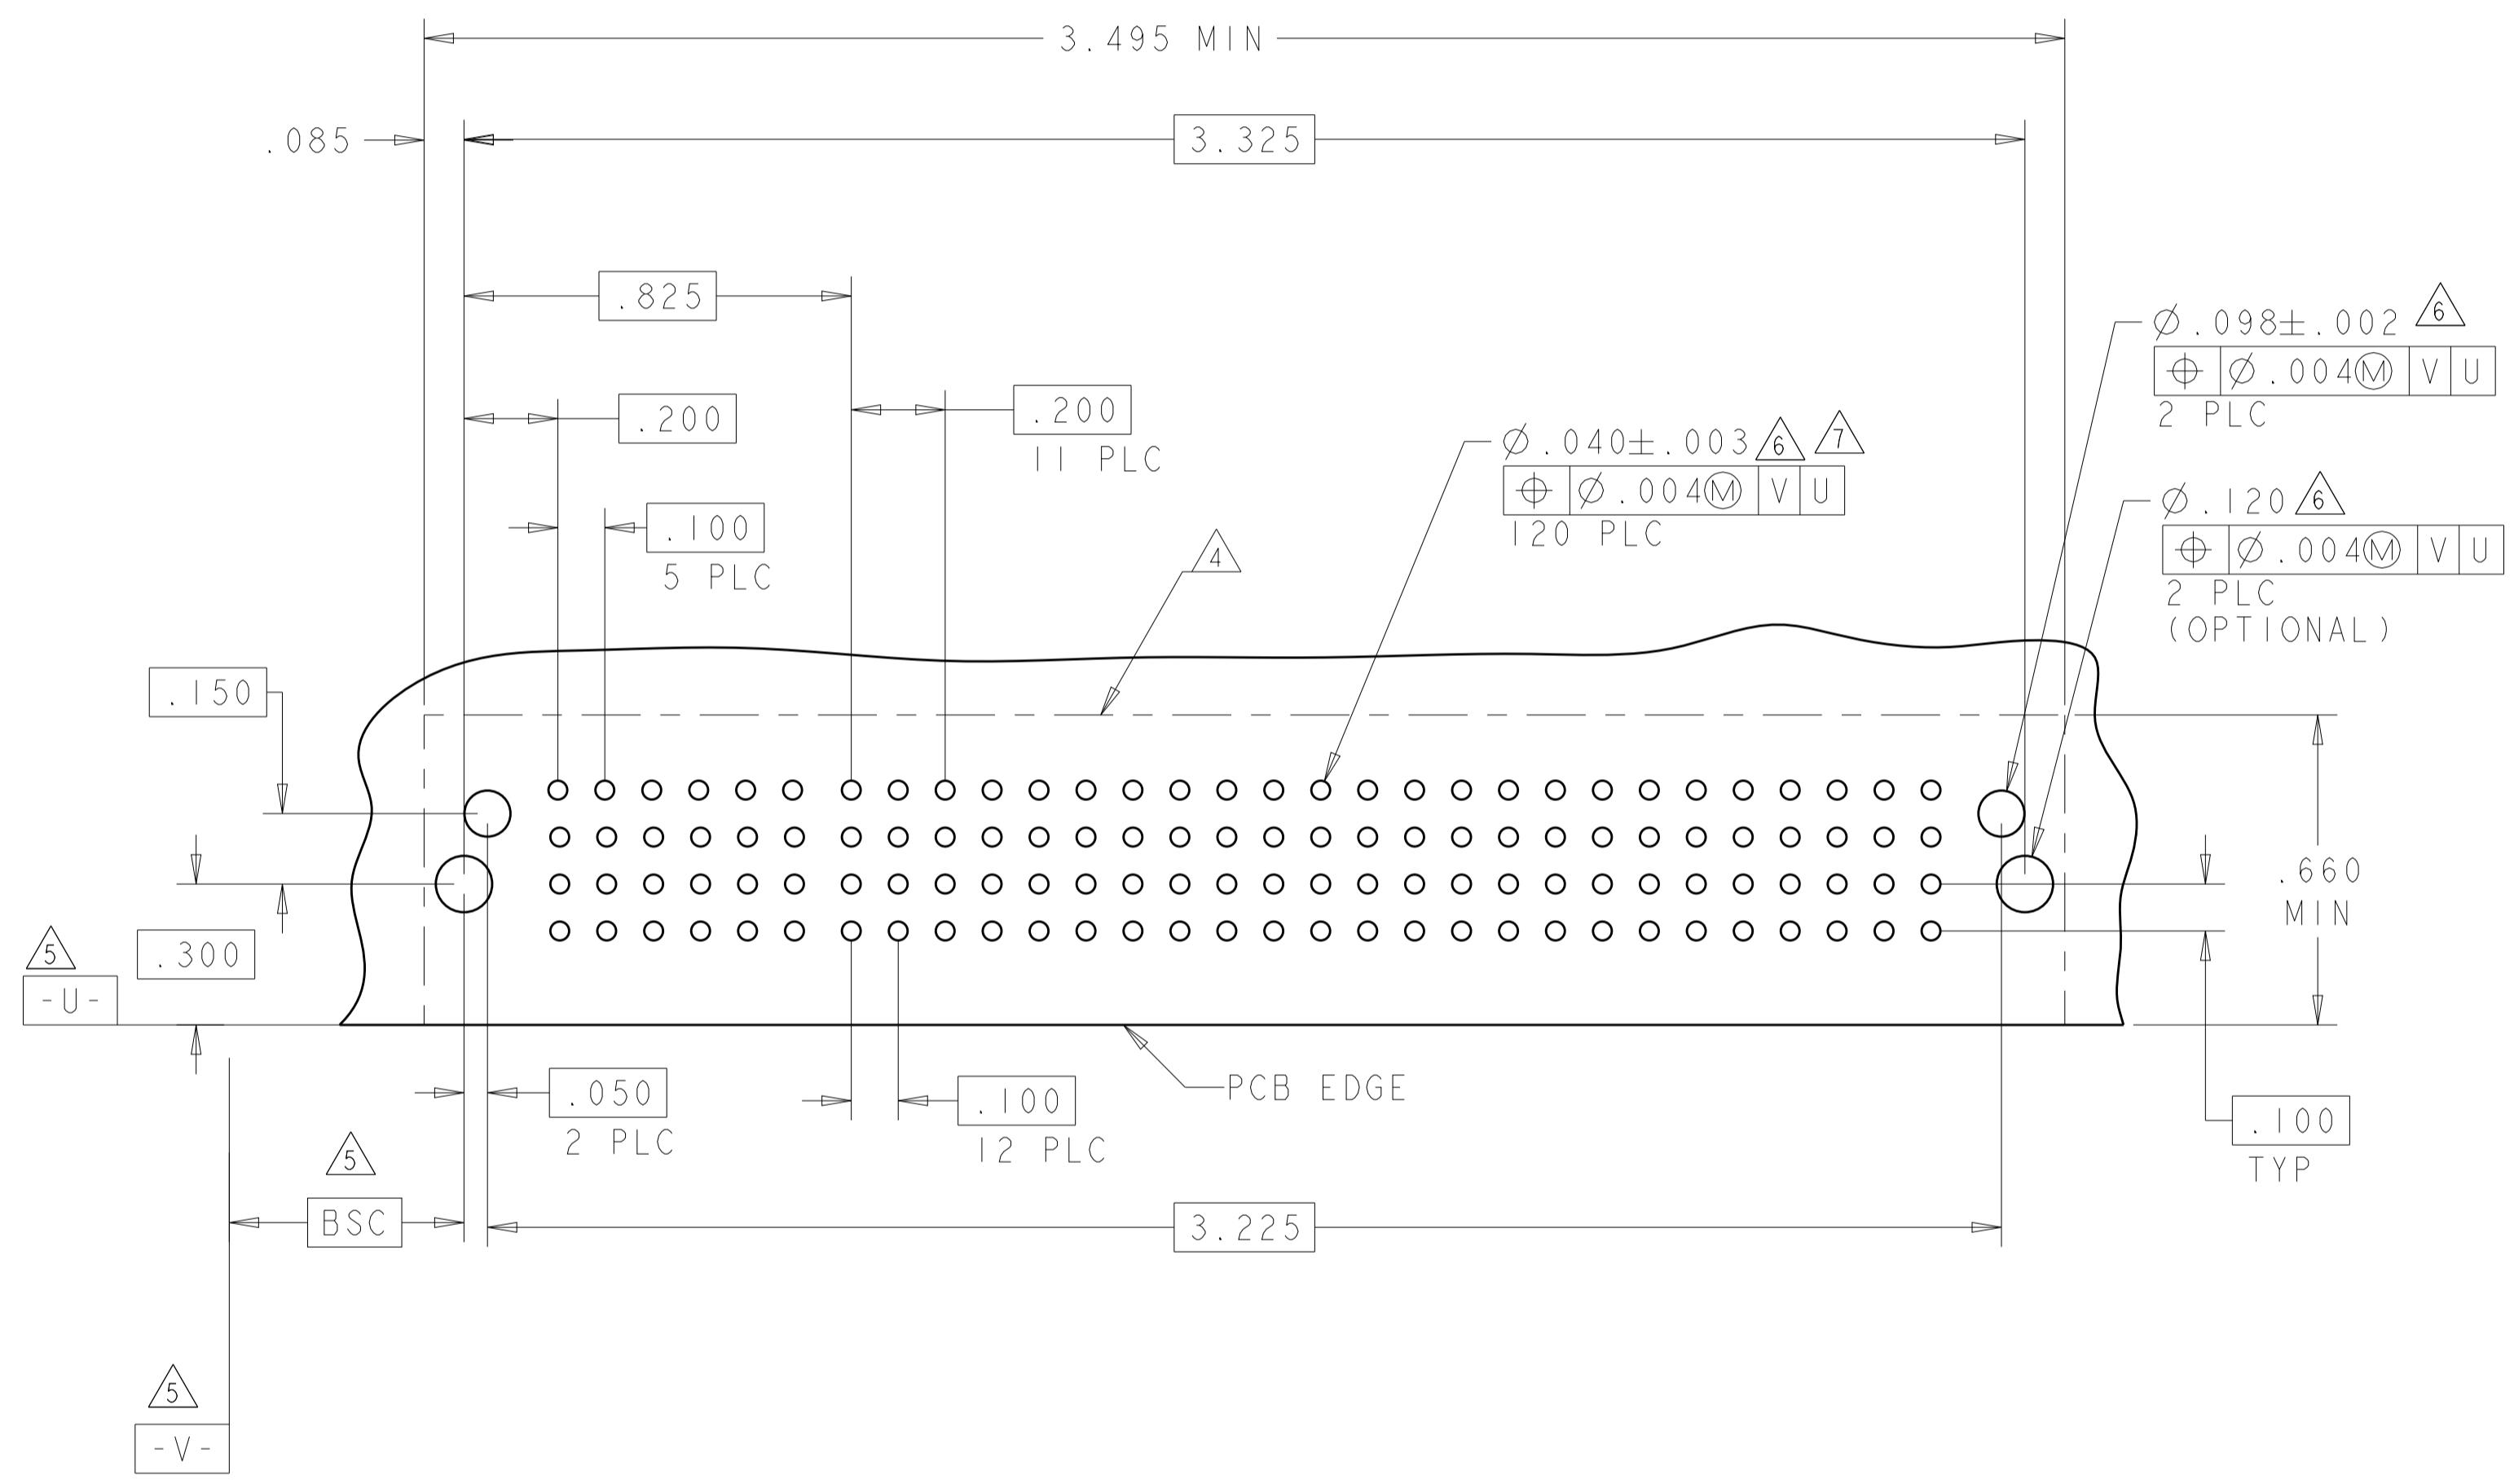 3.495 MIN
.085
3.325
.825
6
Ø.098±.002
⌖ Ø.004Ⓜ V U
2 PLC
.200
.200
11 PLC
6 7
Ø.040±.003
⌖ Ø.004Ⓜ V U
120 PLC
6
Ø.120
⌖ Ø.004Ⓜ V U
2 PLC
(OPTIONAL)
.100
5 PLC
4
.150
.660
MIN
5
-U-
.300
.050
2 PLC
.100
12 PLC
PCB EDGE
.100
TYP
5
BSC
3.225
5
-V-